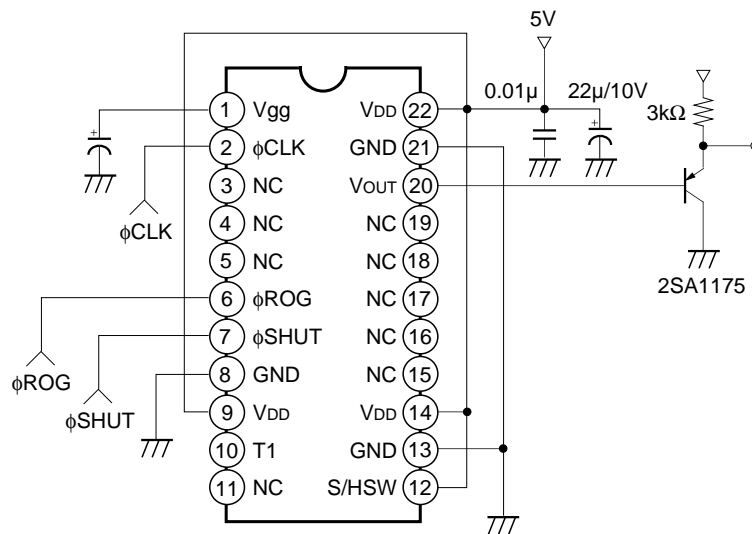 5V
0.01μ
22μ/10V
3kΩ
1 Vgg
VDD 22
2 ϕCLK
GND 21
3 NC
VOUT 20
4 NC
NC 19
5 NC
NC 18
6 ϕROG
NC 17
7 ϕSHUT
NC 16
8 GND
NC 15
9 VDD
VDD 14
10 T1
GND 13
11 NC
S/HSW 12
ϕCLK
ϕROG
ϕSHUT
2SA1175
+
+